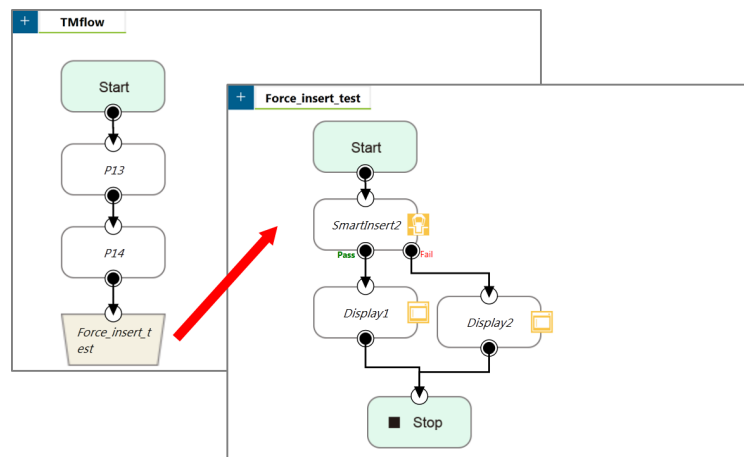 + TMflow
Start
P13
P14
Force_insert_t
est
+ Force_insert_test
Start
SmartInsert2
Pass Fail
Display1
Display2
Stop